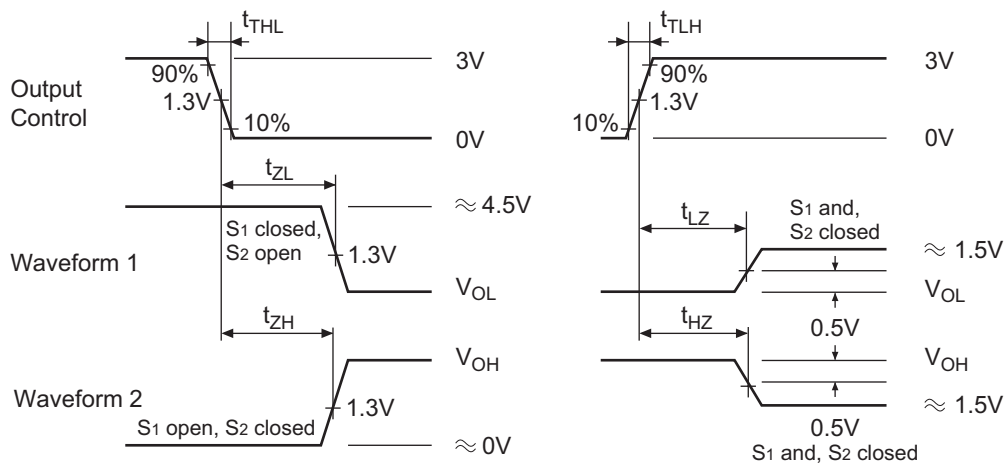 tTHL
tTLH
90%
3V
90%
3V
Output
Control
1.3V
1.3V
10%
0V
10%
0V
tZL
≈ 4.5V
tLZ
S1 and,
S2 closed
S1 closed,
S2 open
≈ 1.5V
Waveform 1
1.3V
VOL
VOL
tZH
tHZ
0.5V
VOH
VOH
Waveform 2
1.3V
≈ 1.5V
S1 open, S2 closed
≈ 0V
0.5V
S1 and, S2 closed